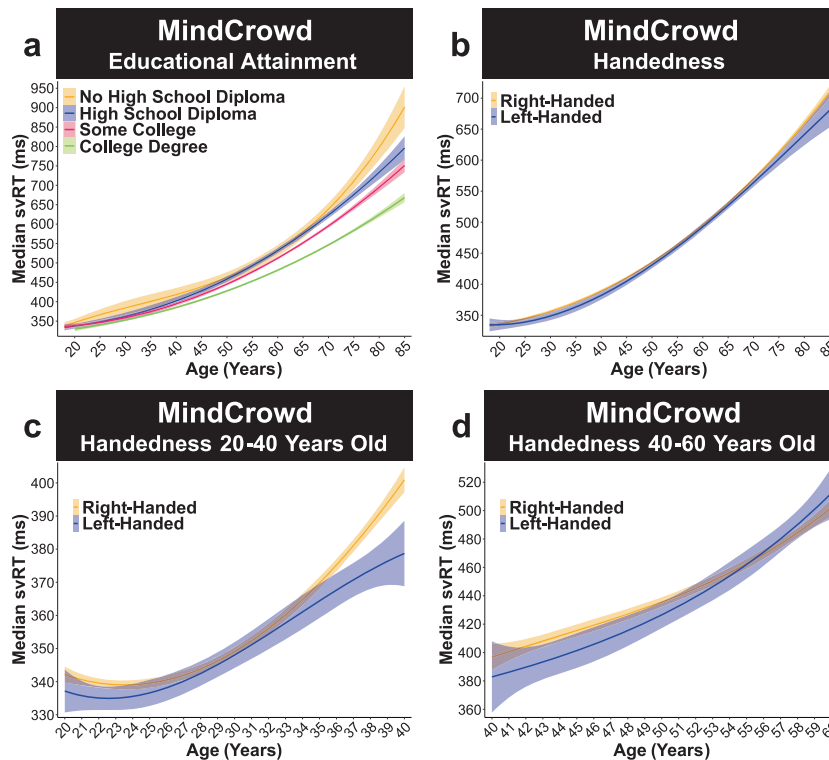 a
MindCrowd
Educational Attainment
950
900
850
800
750
700
650
600
550
500
450
400
350
No High School Diploma
High School Diploma
Some College
College Degree
Median svRT (ms)
20 25 30 35 40 45 50 55 60 65 70 75 80 85
Age (Years)
b
MindCrowd
Handedness
700
650
600
550
500
450
400
350
Right-Handed
Left-Handed
Median svRT (ms)
20 25 30 35 40 45 50 55 60 65 70 75 80 85
Age (Years)
c
MindCrowd
Handedness 20-40 Years Old
400
390
380
370
360
350
340
330
Right-Handed
Left-Handed
Median svRT (ms)
20 21 22 23 24 25 26 27 28 29 30 31 32 33 34 35 36 37 38 39 40
Age (Years)
d
MindCrowd
Handedness 40-60 Years Old
520
500
480
460
440
420
400
380
360
Right-Handed
Left-Handed
Median svRT (ms)
40 41 42 43 44 45 46 47 48 49 50 51 52 53 54 55 56 57 58 59
Age (Years)